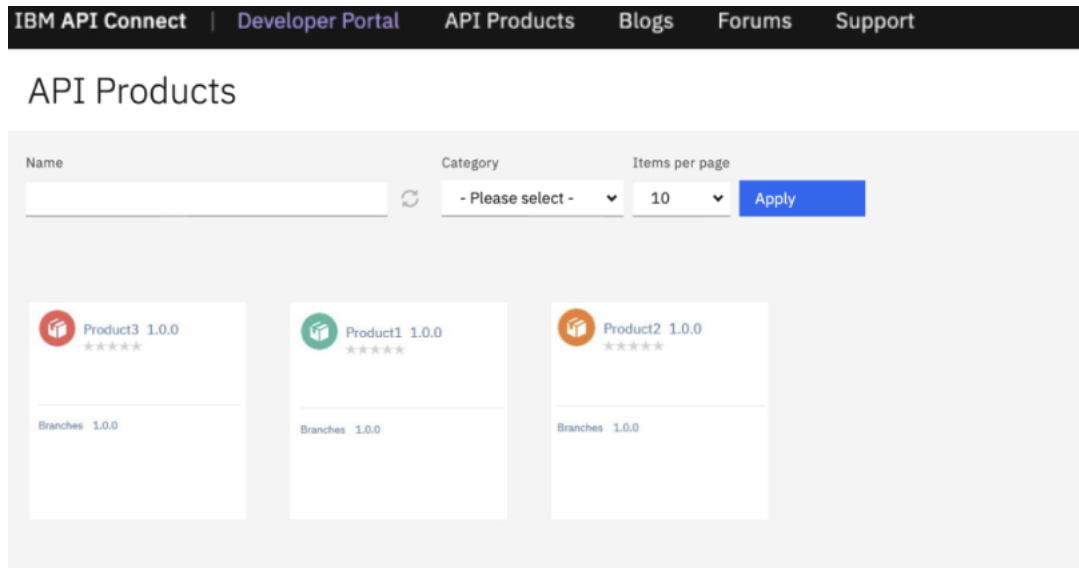 IBM API Connect | Developer Portal API Products Blogs Forums Support
API Products
Name Category Items per page
- Please select - 10 Apply
Product3 1.0.0 Product1 1.0.0 Product2 1.0.0
Branches 1.0.0 Branches 1.0.0 Branches 1.0.0